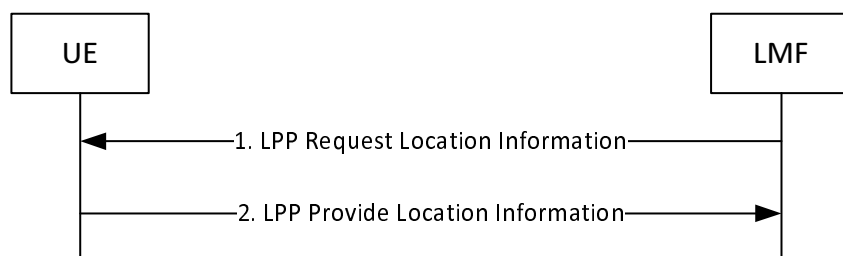 UE
LMF
1. LPP Request Location Information
2. LPP Provide Location Information